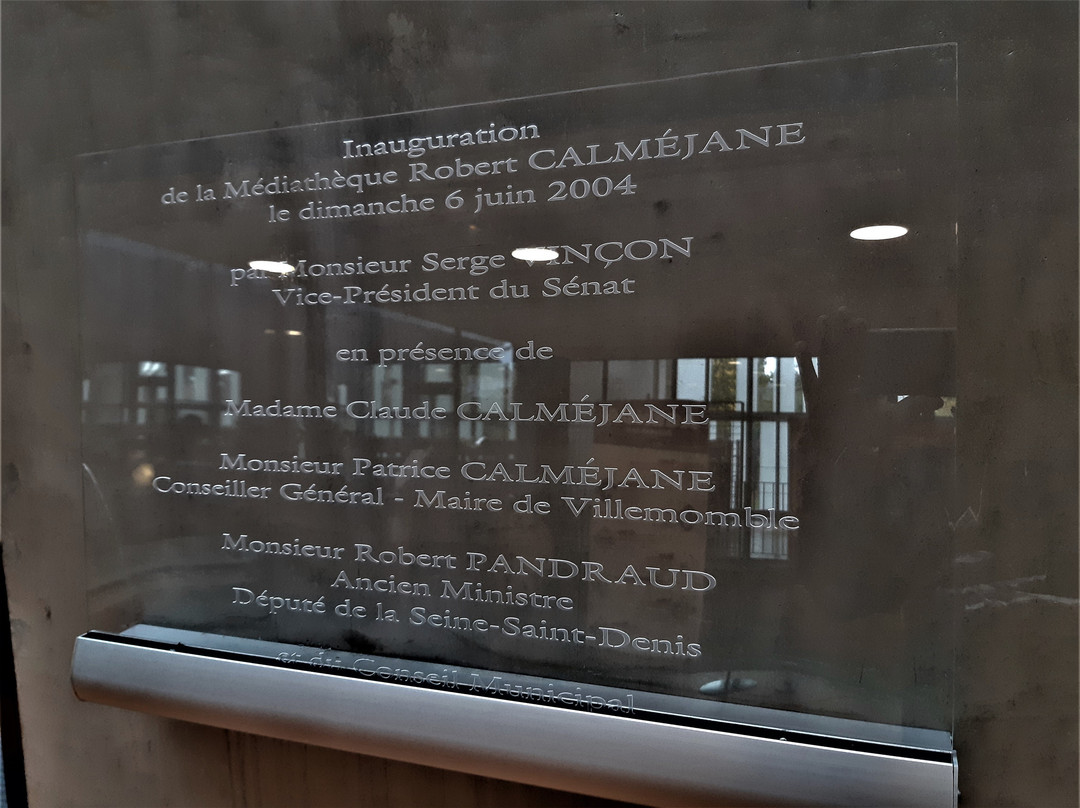 Inauguration
de la Médiathèque Robert CALMÉJANE
le dimanche 6 juin 2004
par Monsieur Serge VINÇON
Vice-Président du Sénat
en présence de
Madame Claude CALMÉJANE
Monsieur Patrice CALMÉJANE
Conseiller Général - Maire de Villemomble
Monsieur Robert PANDRAUD
Ancien Ministre
Député de la Seine-Saint-Denis
et du Conseil Municipal